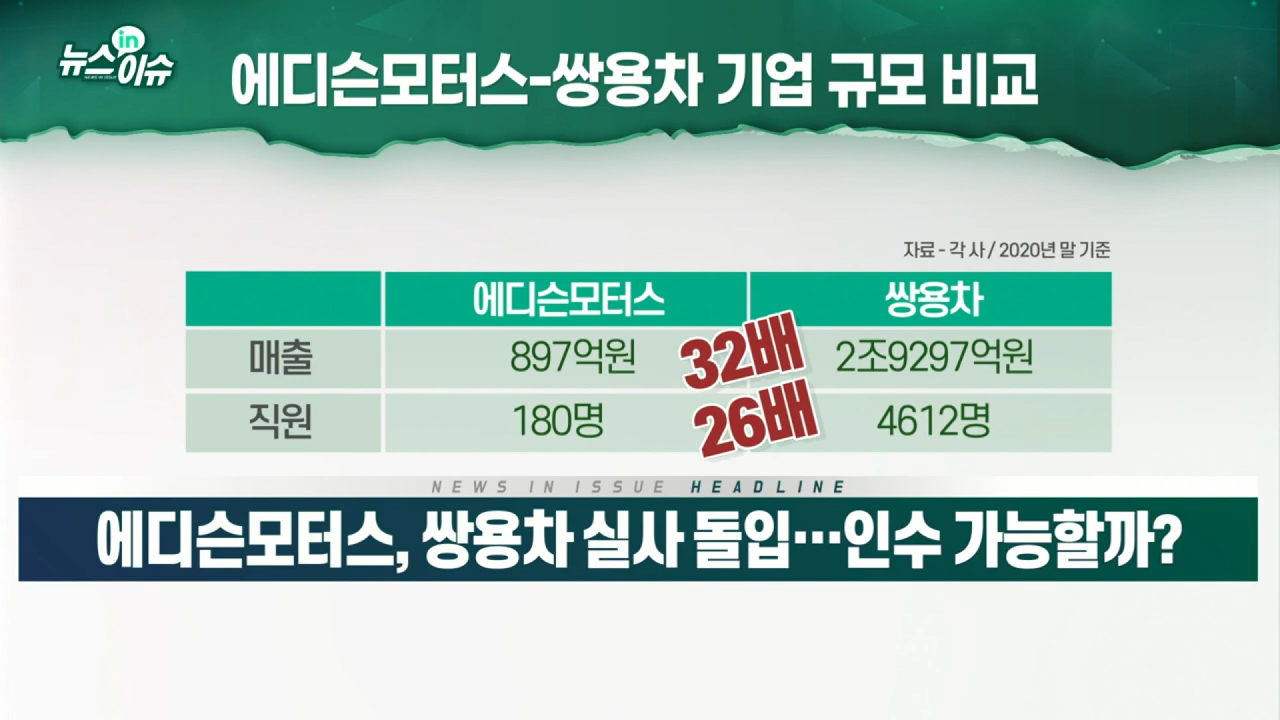 뉴스in이슈
에디슨모터스-쌍용차 기업 규모 비교
자료 - 각 사 / 2020년 말 기준
에디슨모터스 쌍용차
매출 897억원 32배 2조9297억원
직원 180명 26배 4612명
NEWS IN ISSUE HEADLINE
에디슨모터스, 쌍용차 실사 돌입…인수 가능할까?